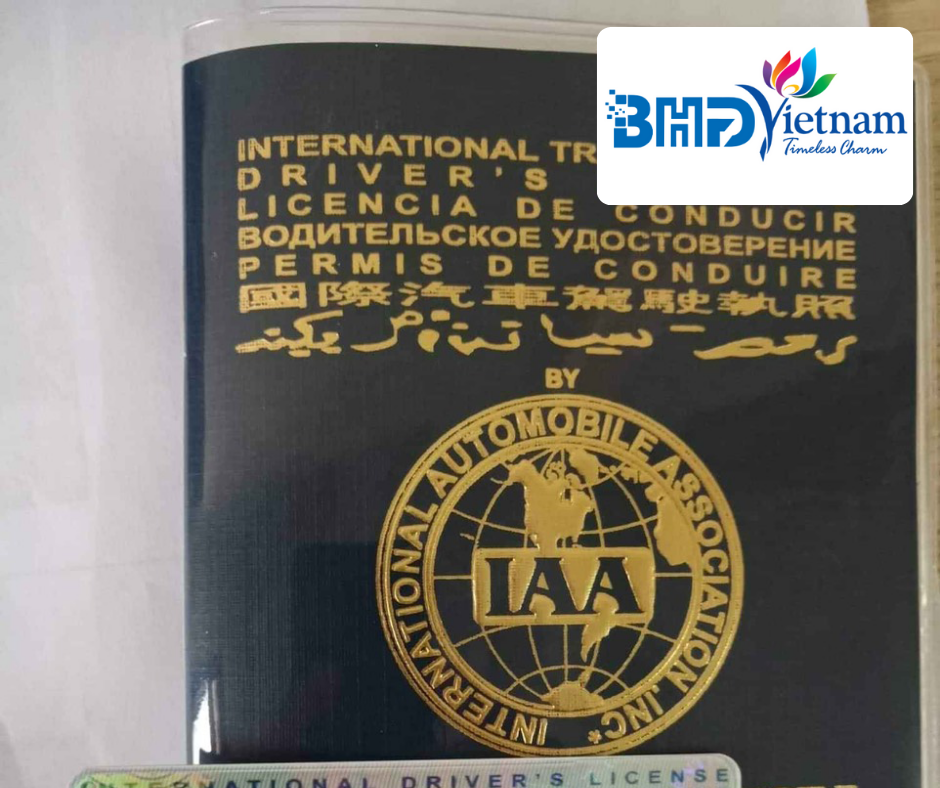 BHD Vietnam
Timeless Charm
INTERNATIONAL TR
DRIVER'S
LICENCIA DE CONDUCIR
ВОДИТЕЛЬСКОЕ УДОСТОВЕРЕНИЕ
PERMIS DE CONDUIRE
國際汽車駕駛執照
BY
INTERNATIONAL AUTOMOBILE ASSOCIATION .INC*
IAA
INTERNATIONAL DRIVER'S LICENSE